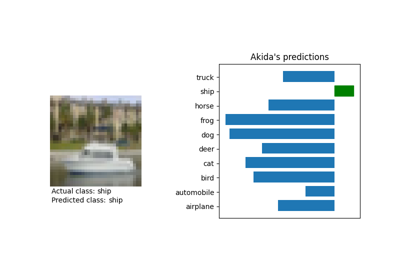 Akida's predictions
truck
ship
horse
frog
dog
deer
cat
bird
automobile
airplane
Actual class: ship
Predicted class: ship